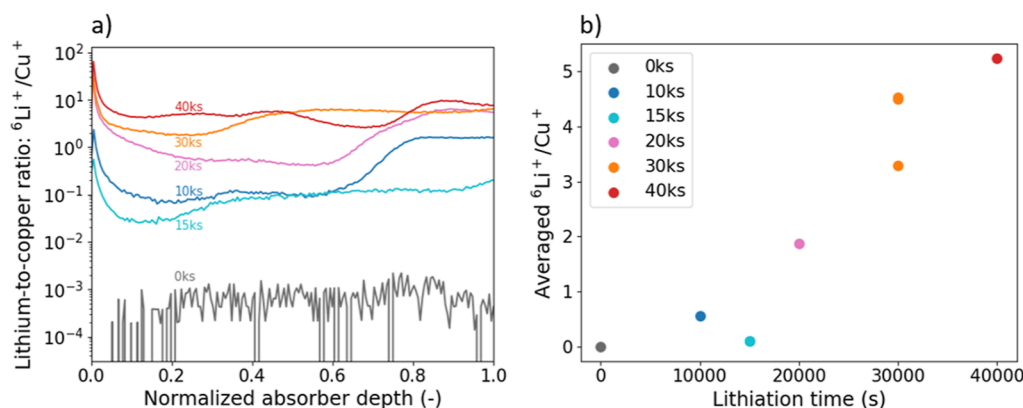 a)
Lithium-to-copper ratio: ⁶Li⁺/Cu⁺
10²
10¹
10⁰
10⁻¹
10⁻²
10⁻³
10⁻⁴
40ks
30ks
20ks
10ks
15ks
0ks
0.0 0.2 0.4 0.6 0.8 1.0
Normalized absorber depth (-)
b)
Averaged ⁶Li⁺/Cu⁺
5
4
3
2
1
0
0ks
10ks
15ks
20ks
30ks
40ks
0 10000 20000 30000 40000
Lithiation time (s)